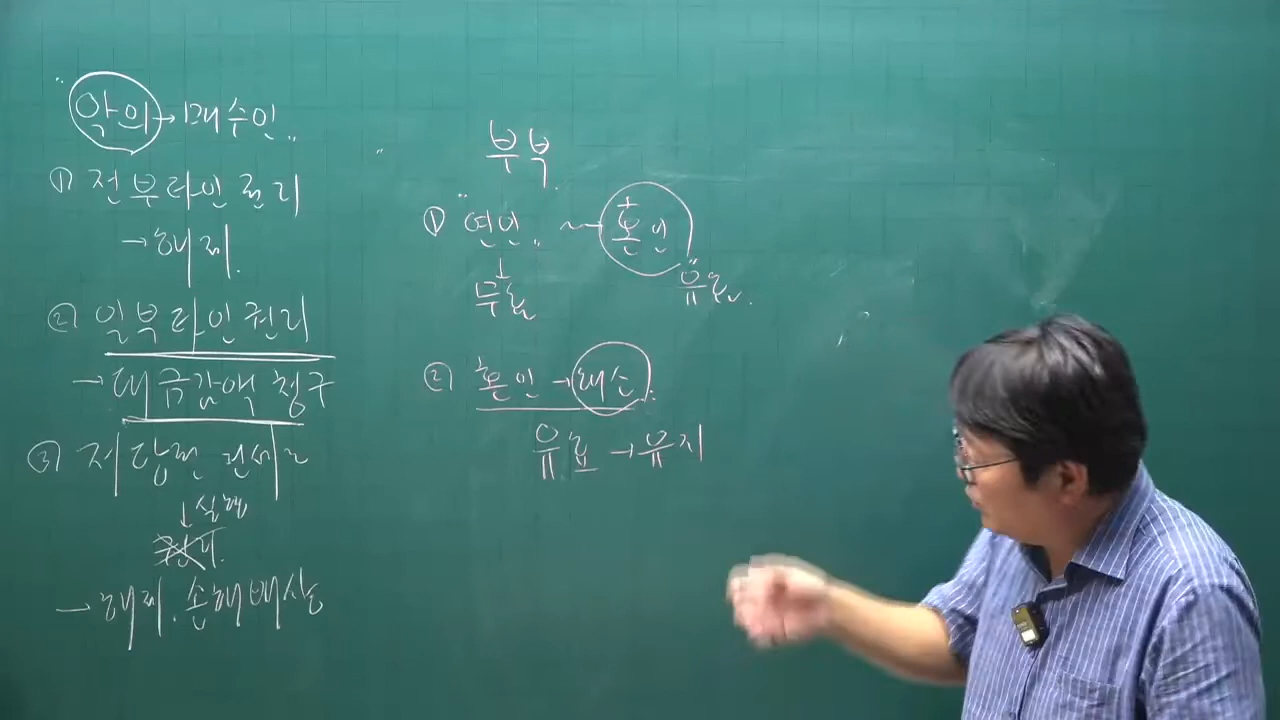 "악의→매수인"
① 전부타인권리
→해제.
② 일부타인권리
→대금감액청구
③ 저당권 전세권
↓실행
→해제. 손해배상
부부.
① "연인" ~ 혼인
↓
무효
"유효.
② 혼인→해소.
유효→유지